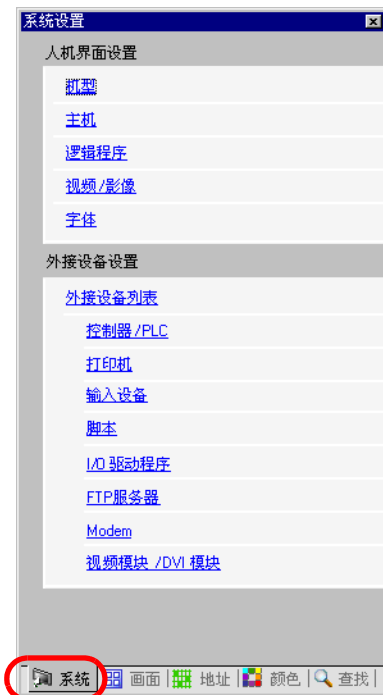 系统设置
人机界面设置
机型
主机
逻辑程序
视频/影像
字体
外接设备设置
外接设备列表
控制器/PLC
打印机
输入设备
脚本
I/O 驱动程序
FTP服务器
Modem
视频模块 /DVI 模块
系统 画面 地址 颜色 查找